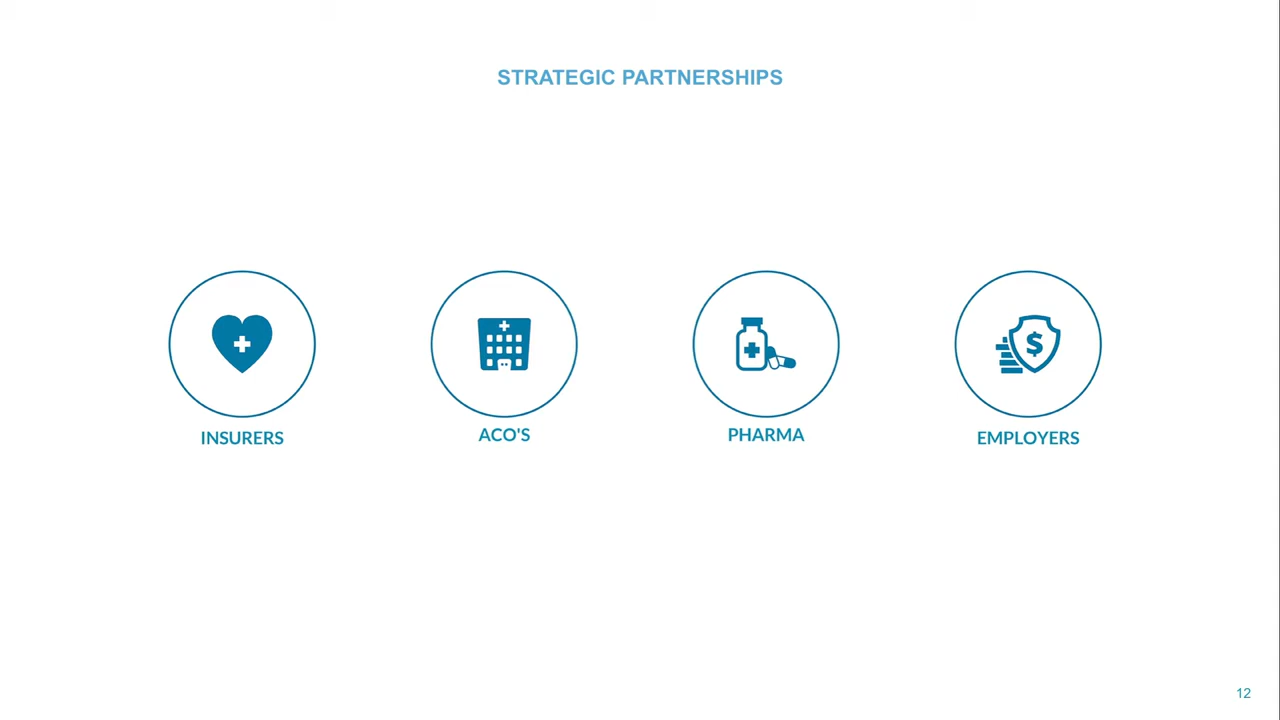 STRATEGIC PARTNERSHIPS
INSURERS
ACO'S
PHARMA
EMPLOYERS
12